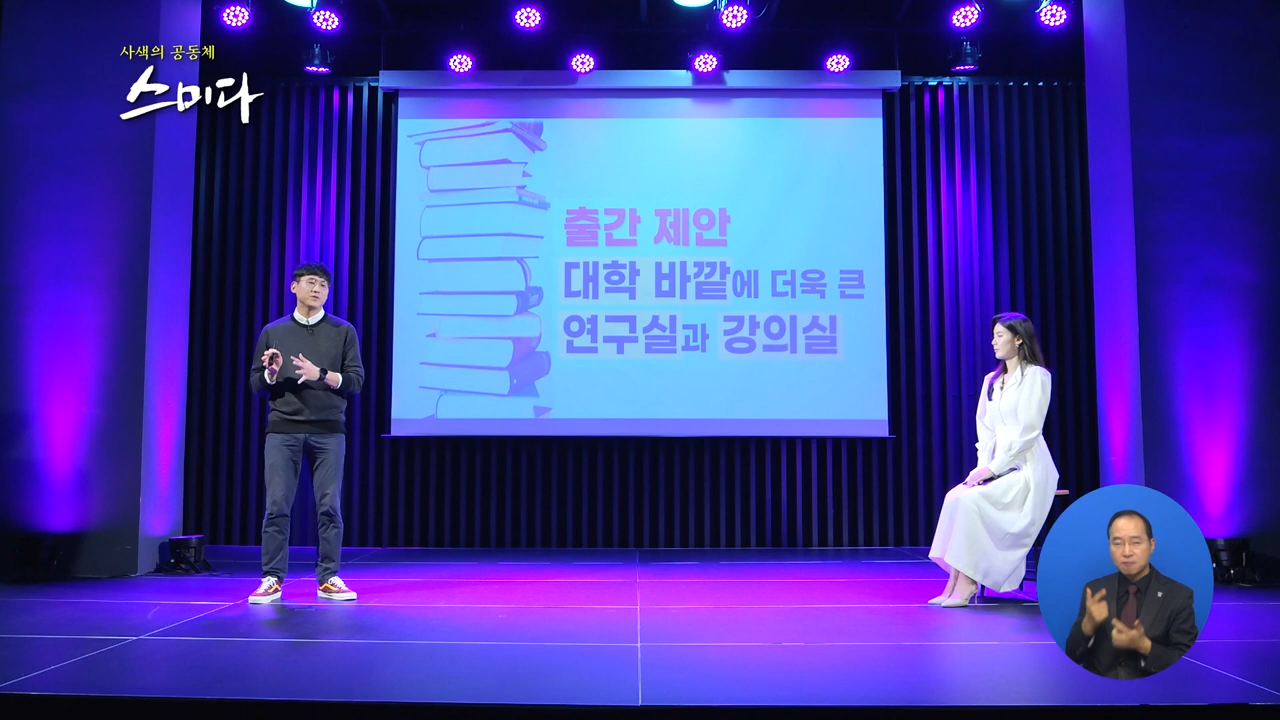 사색의 공동체
스미다
출간 제안
대학 바깥에 더욱 큰
연구실과 강의실